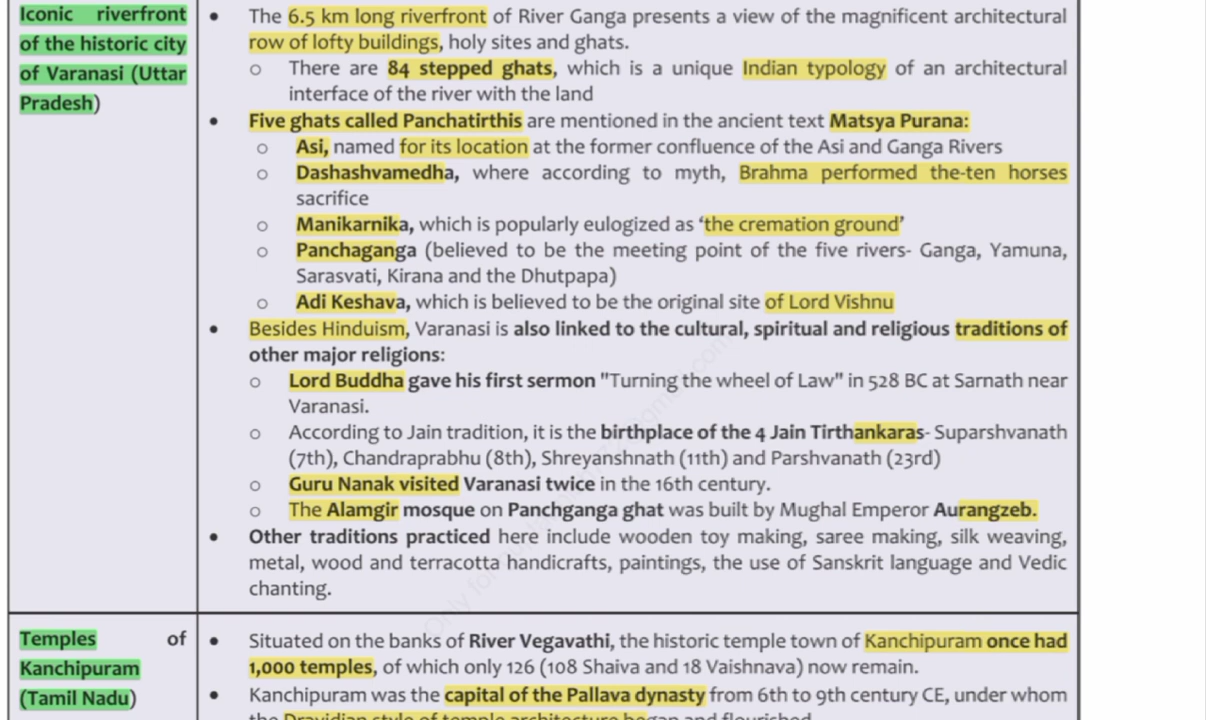 Iconic riverfront
of the historic city
of Varanasi (Uttar
Pradesh)
• The 6.5 km long riverfront of River Ganga presents a view of the magnificent architectural
row of lofty buildings, holy sites and ghats.
o There are 84 stepped ghats, which is a unique Indian typology of an architectural
interface of the river with the land
• Five ghats called Panchatirthis are mentioned in the ancient text Matsya Purana:
o Asi, named for its location at the former confluence of the Asi and Ganga Rivers
o Dashashvamedha, where according to myth, Brahma performed the-ten horses
sacrifice
o Manikarnika, which is popularly eulogized as ‘the cremation ground’
o Panchaganga (believed to be the meeting point of the five rivers- Ganga, Yamuna,
Sarasvati, Kirana and the Dhutpapa)
o Adi Keshava, which is believed to be the original site of Lord Vishnu
• Besides Hinduism, Varanasi is also linked to the cultural, spiritual and religious traditions of
other major religions:
o Lord Buddha gave his first sermon "Turning the wheel of Law" in 528 BC at Sarnath near
Varanasi.
o According to Jain tradition, it is the birthplace of the 4 Jain Tirthankaras- Suparshvanath
(7th), Chandraprabhu (8th), Shreyanshnath (11th) and Parshvanath (23rd)
o Guru Nanak visited Varanasi twice in the 16th century.
o The Alamgir mosque on Panchganga ghat was built by Mughal Emperor Aurangzeb.
• Other traditions practiced here include wooden toy making, saree making, silk weaving,
metal, wood and terracotta handicrafts, paintings, the use of Sanskrit language and Vedic
chanting.
Temples of
Kanchipuram
(Tamil Nadu)
• Situated on the banks of River Vegavathi, the historic temple town of Kanchipuram once had
1,000 temples, of which only 126 (108 Shaiva and 18 Vaishnava) now remain.
• Kanchipuram was the capital of the Pallava dynasty from 6th to 9th century CE, under whom
the Dravidian style of temple architecture began and flourished.
Only for